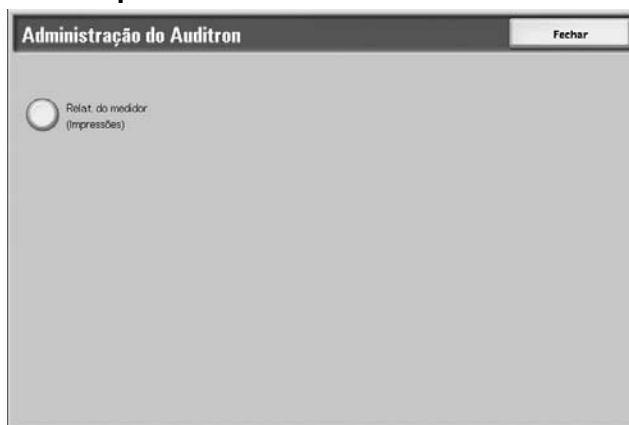 Administração do Auditron
Fechar
Relat. do medidor
(Impressões)